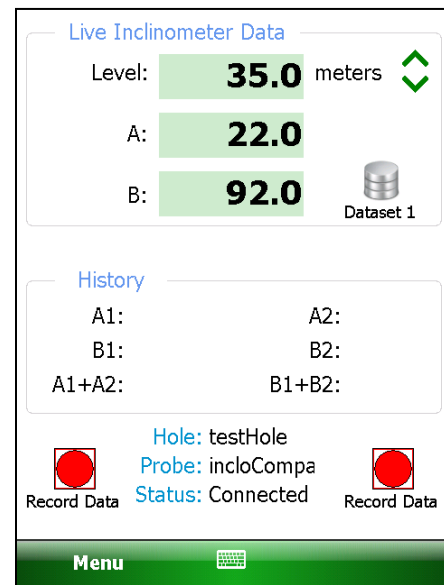 Live Inclinometer Data
Level: 35.0 meters
A: 22.0
B: 92.0
Dataset 1
History
A1: A2:
B1: B2:
A1+A2: B1+B2:
Hole: testHole
Probe: incloCompa
Status: Connected
Record Data Record Data
Menu